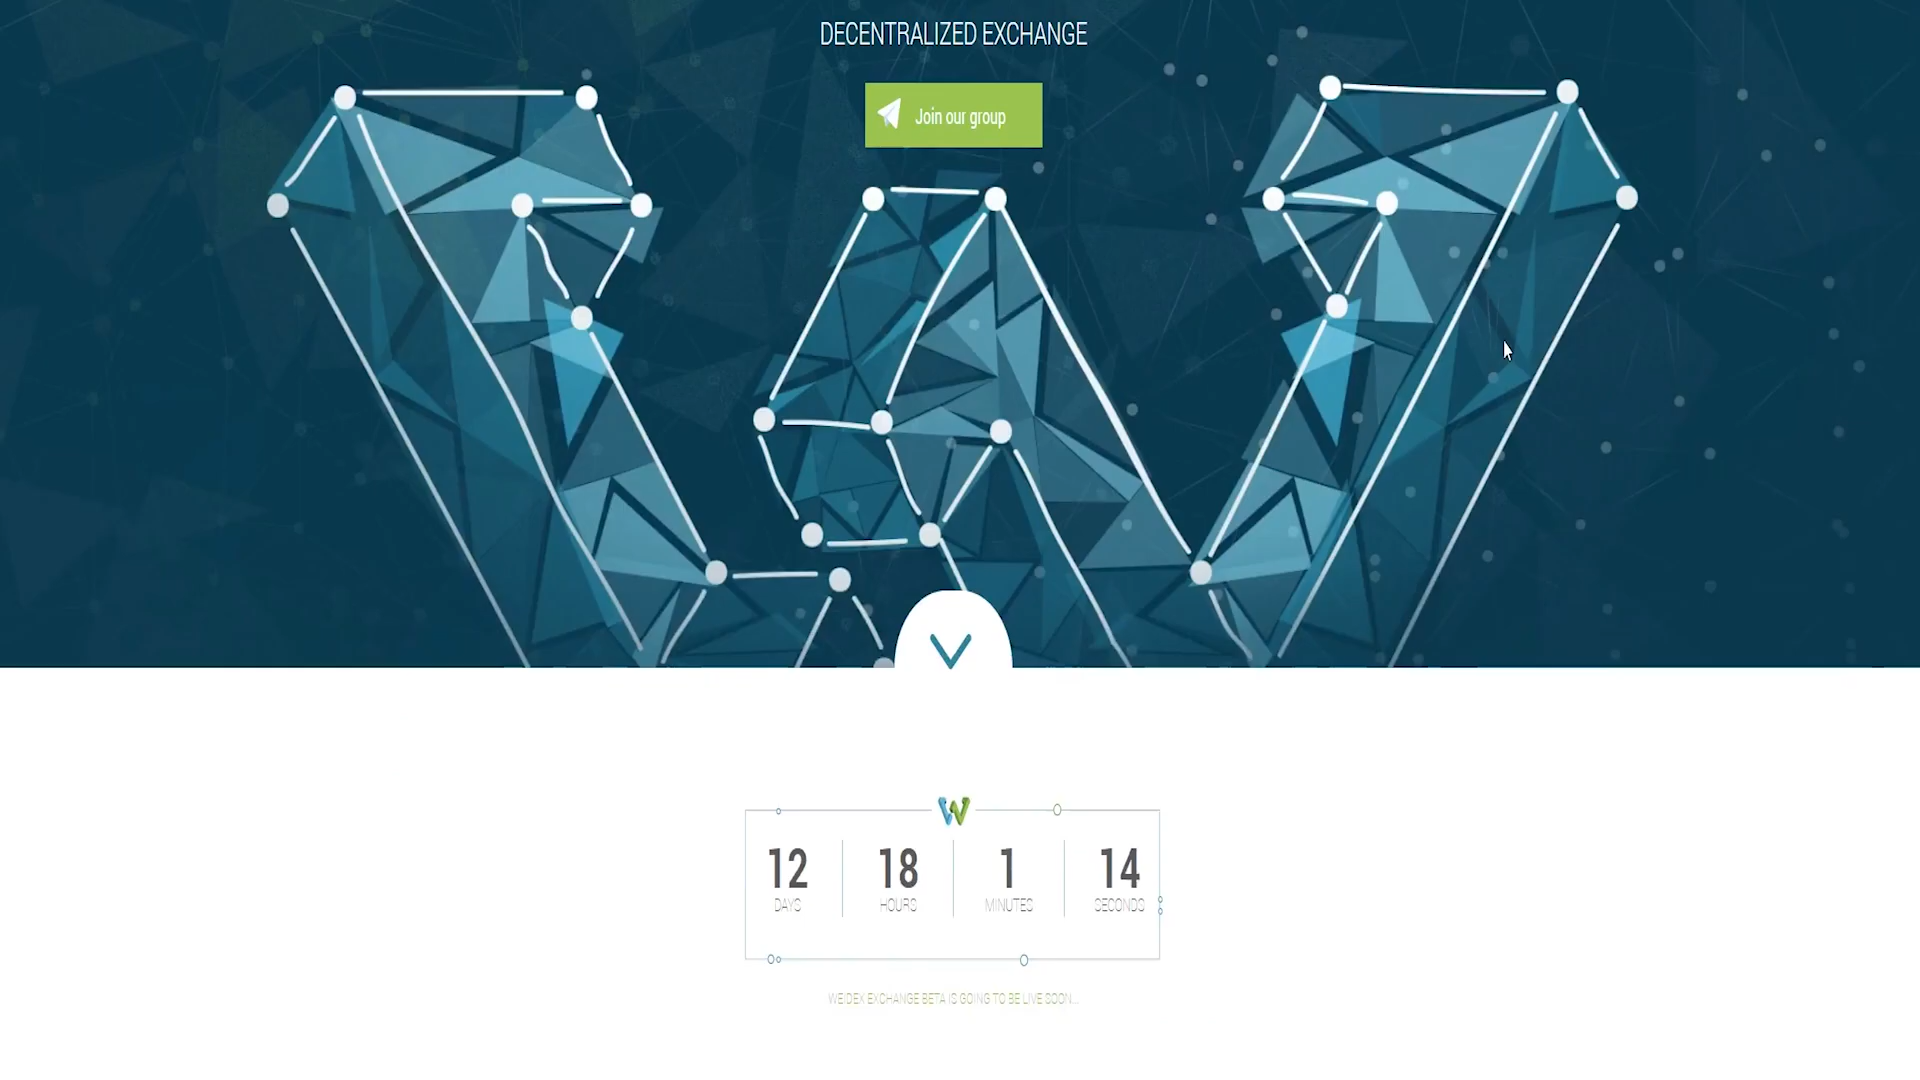 DECENTRALIZED EXCHANGE
Join our group
12 18 1 14
DAYS HOURS MINUTES SECONDS
WEIDEX EXCHANGE BETA IS GOING TO BE LIVE SOON...